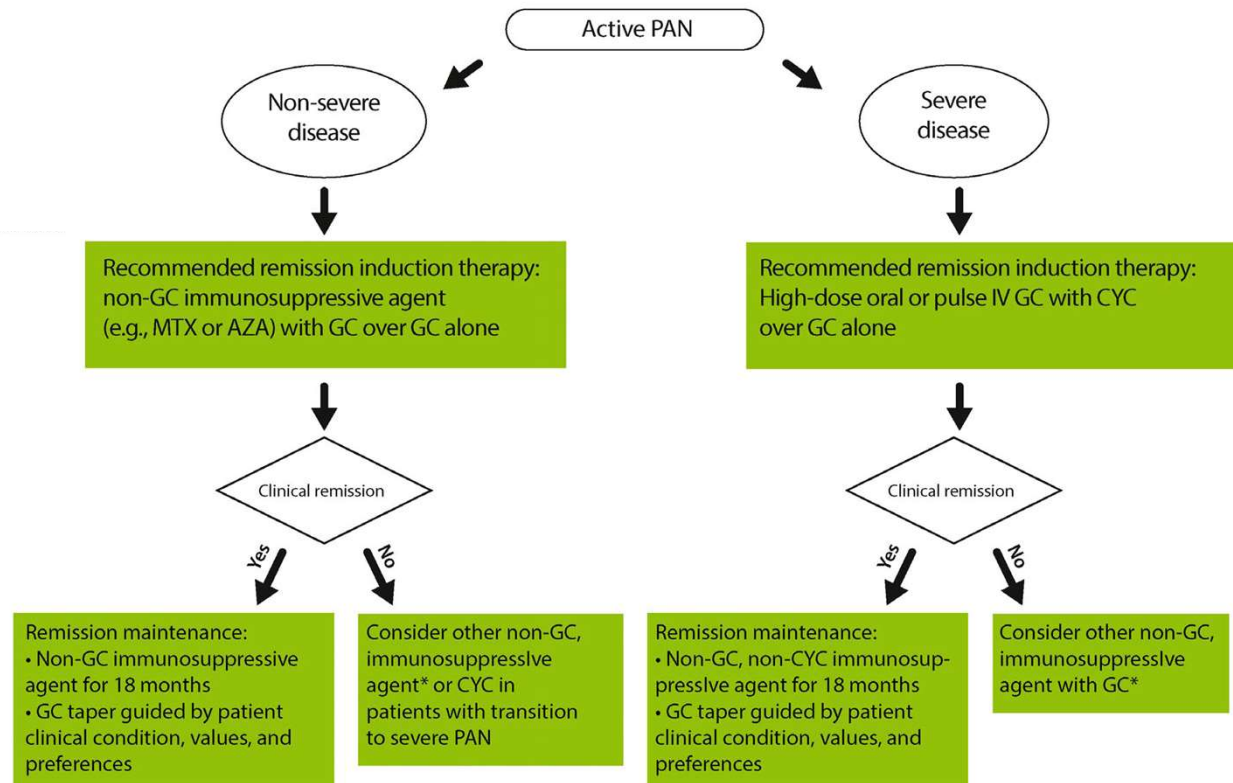 Active PAN
Non-severe
disease
Severe
disease
Recommended remission induction therapy:
non-GC immunosuppressive agent
(e.g., MTX or AZA) with GC over GC alone
Recommended remission induction therapy:
High-dose oral or pulse IV GC with CYC
over GC alone
Clinical remission
Clinical remission
Yes
No
Yes
No
Remission maintenance:
• Non-GC immunosuppressive
agent for 18 months
• GC taper guided by patient
clinical condition, values, and
preferences
Consider other non-GC,
immunosuppresslve
agent* or CYC in
patients with transition
to severe PAN
Remission maintenance:
• Non-GC, non-CYC immunosup-
presslve agent for 18 months
• GC taper guided by patient
clinical condition, values, and
preferences
Consider other non-GC,
immunosuppresslve
agent with GC*